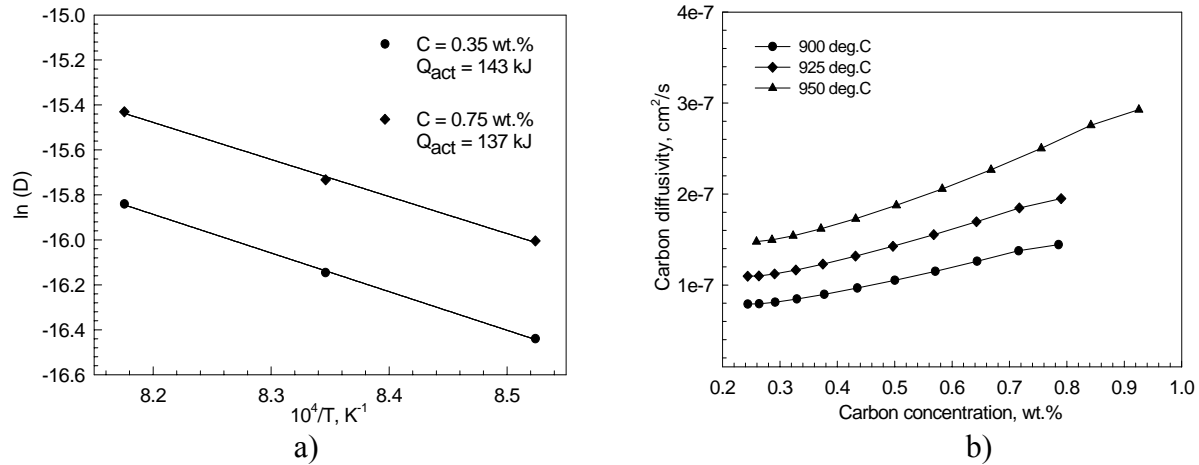 -15.0
-15.2
-15.4
-15.6
-15.8
-16.0
-16.2
-16.4
-16.6
ln (D)
C = 0.35 wt.%
Qact = 143 kJ
C = 0.75 wt.%
Qact = 137 kJ
8.2 8.3 8.4 8.5
10^4/T, K^-1
a)
4e-7
3e-7
2e-7
1e-7
Carbon diffusivity, cm^2/s
900 deg.C
925 deg.C
950 deg.C
0.2 0.3 0.4 0.5 0.6 0.7 0.8 0.9 1.0
Carbon concentration, wt.%
b)